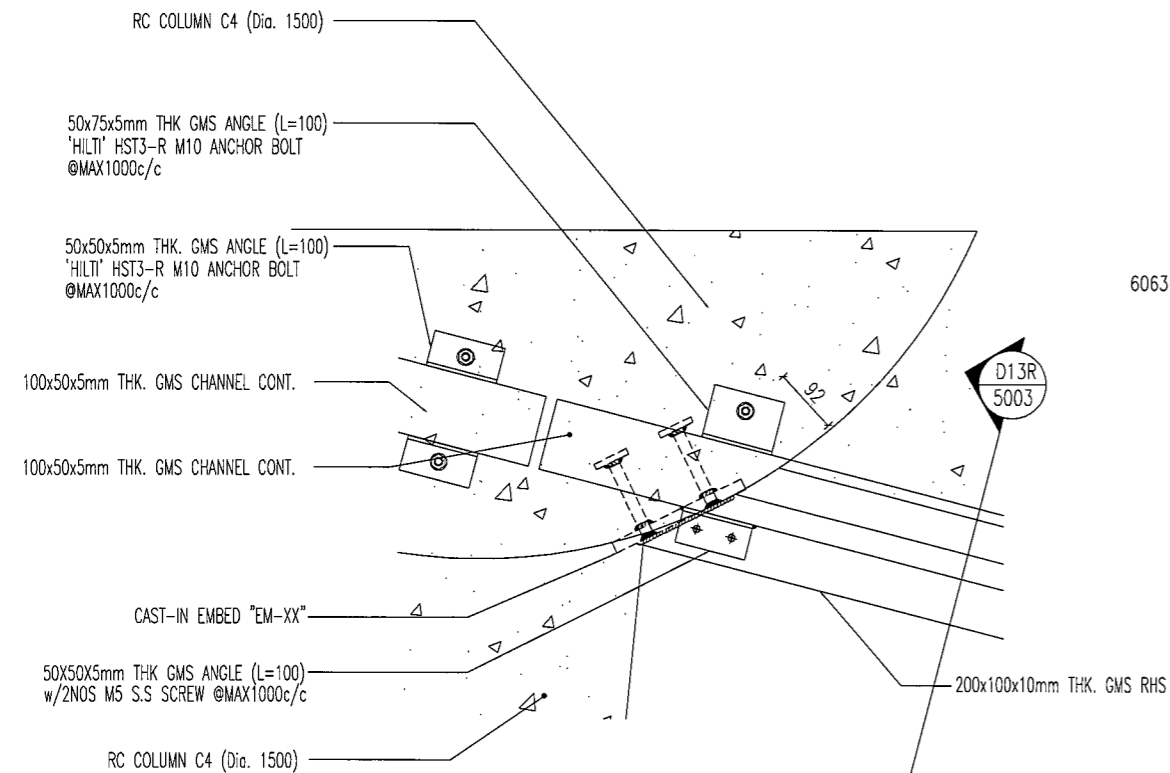 RC COLUMN C4 (Dia. 1500)
50x75x5mm THK GMS ANGLE (L=100)
'HILTI' HST3-R M10 ANCHOR BOLT
@MAX1000c/c
50x50x5mm THK. GMS ANGLE (L=100)
'HILTI' HST3-R M10 ANCHOR BOLT
@MAX1000c/c
6063
100x50x5mm THK. GMS CHANNEL CONT.
92
D13R
5003
100x50x5mm THK. GMS CHANNEL CONT.
CAST-IN EMBED "EM-XX"
50X50X5mm THK GMS ANGLE (L=100)
w/2NOS M5 S.S SCREW @MAX1000c/c
200x100x10mm THK. GMS RHS
RC COLUMN C4 (Dia. 1500)